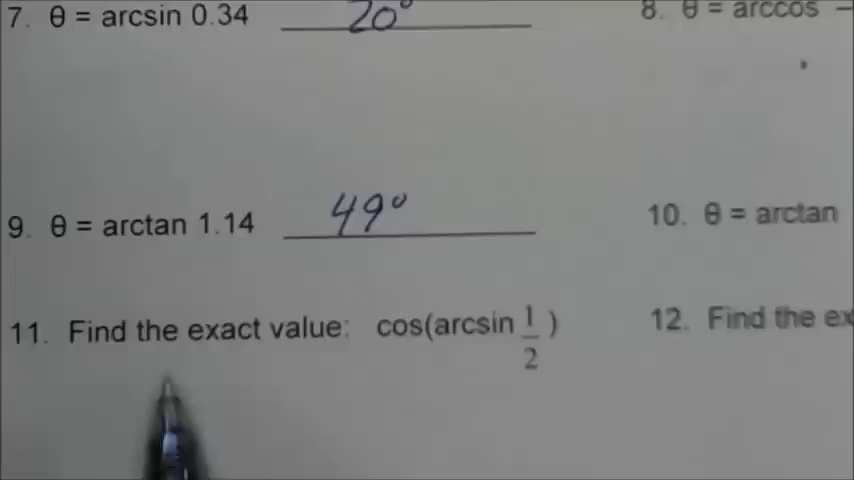 7. θ = arcsin 0.34 20° 8. θ = arccos –
9. θ = arctan 1.14 49° 10. θ = arctan
11. Find the exact value: cos(arcsin 1/2) 12. Find the